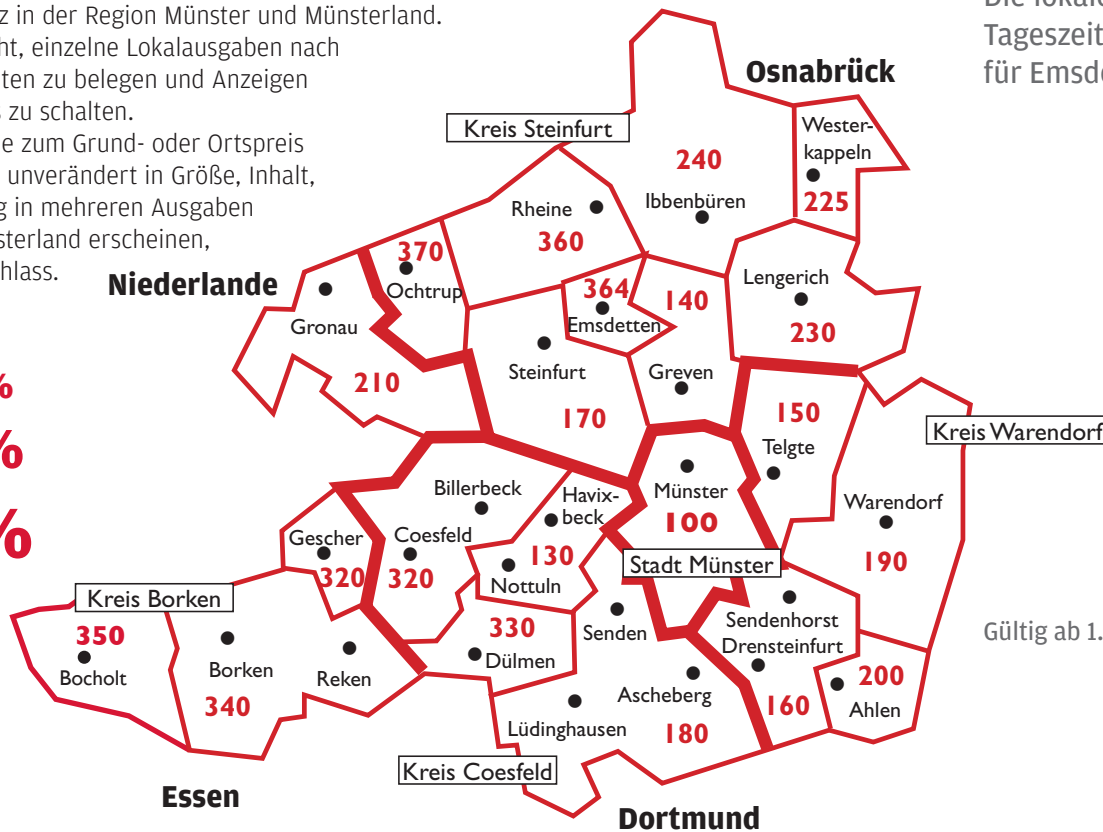 z in der Region Münster und Münsterland.
ht, einzelne Lokalausgaben nach
ten zu belegen und Anzeigen
s zu schalten.
e zum Grund- oder Ortspreis
unverändert in Größe, Inhalt,
g in mehreren Ausgaben
sterland erscheinen,
hlass.
%
%
%
Die lokale
Tageszeit
für Emsde
Osnabrück
Kreis Steinfurt
Wester-
kappeln
225
240
Ibbenbüren
Rheine
360
370
Ochtrup
Niederlande
Gronau
210
364
Emsdetten
140
Greven
Lengerich
230
Steinfurt
170
150
Telgte
Kreis Warendorf
Warendorf
190
Münster
100
Stadt Münster
Billerbeck
Coesfeld
320
Havix-
beck
130
Nottuln
Gescher
320
Kreis Borken
350
Bocholt
Borken
340
Reken
330
Dülmen
Senden
Ascheberg
Lüdinghausen
180
Sendenhorst
Drensteinfurt
160
200
Ahlen
Kreis Coesfeld
Essen
Dortmund
Gültig ab 1.